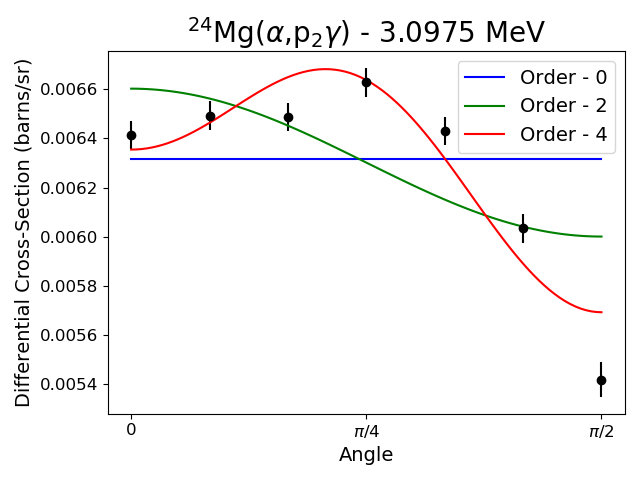 ²⁴Mg(α,p₂γ) - 3.0975 MeV
Order - 0
Order - 2
Order - 4
Differential Cross-Section (barns/sr)
0.0066
0.0064
0.0062
0.0060
0.0058
0.0056
0.0054
0 π/4 π/2
Angle